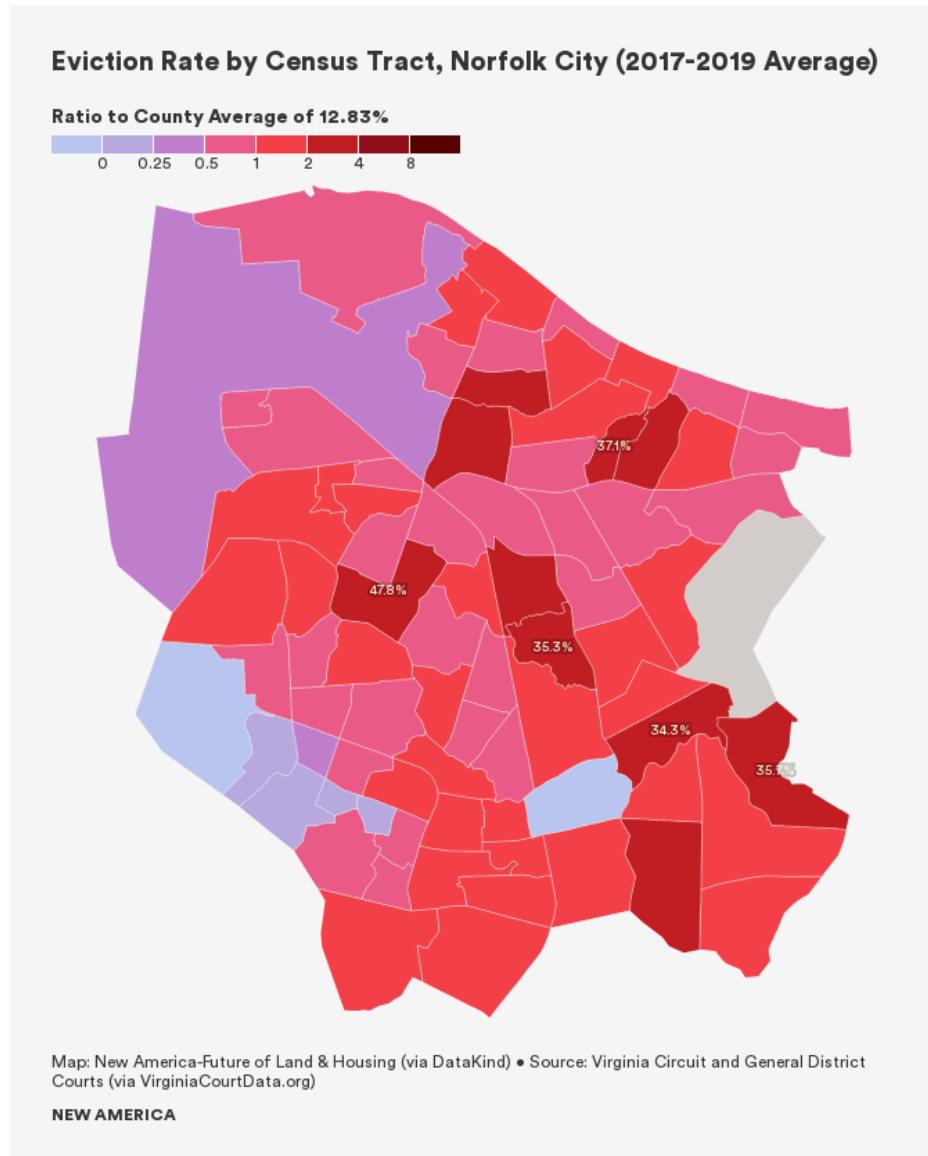 Eviction Rate by Census Tract, Norfolk City (2017-2019 Average)
Ratio to County Average of 12.83%
0 0.25 0.5 1 2 4 8
37.1%
47.8%
35.3%
34.3%
Map: New America-Future of Land & Housing (via DataKind) • Source: Virginia Circuit and General District
Courts (via VirginiaCourtData.org)
NEW AMERICA